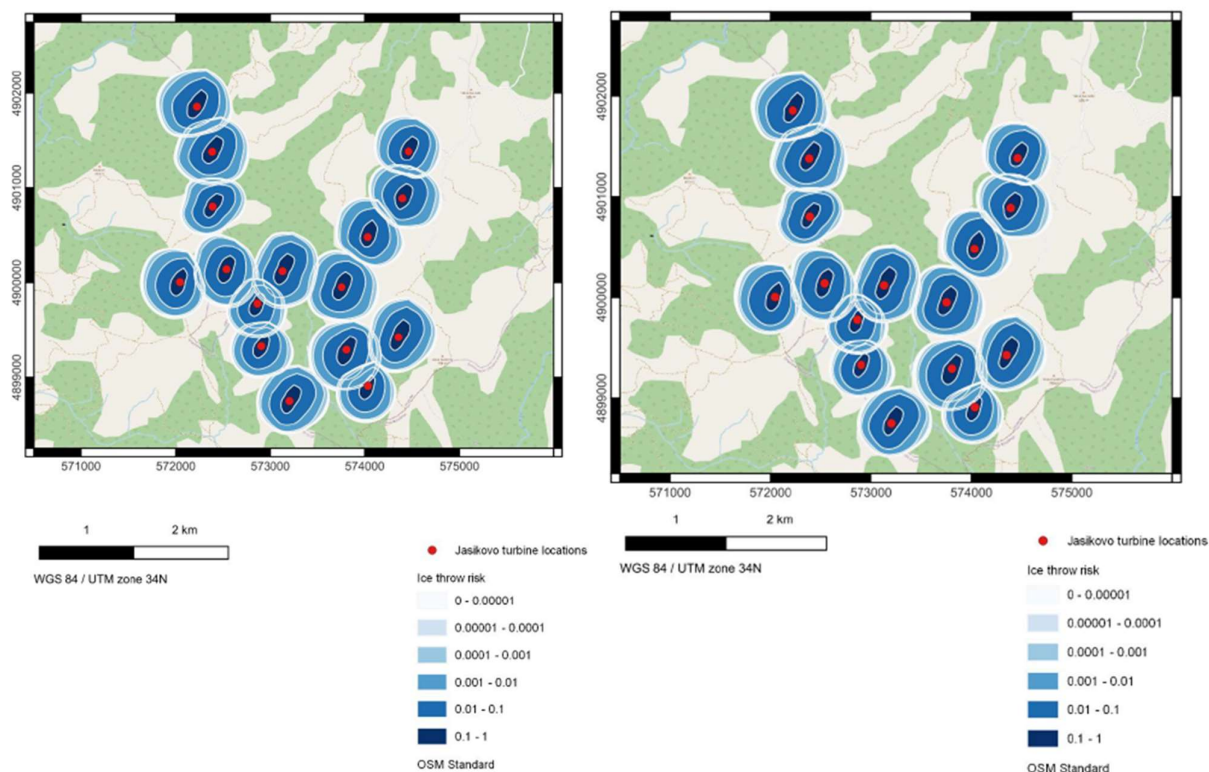 4902000
4901000
4900000
4899000
571000 572000 573000 574000 575000
1 2 km
WGS 84 / UTM zone 34N
Jasikovo turbine locations
Ice throw risk
0 - 0.00001
0.00001 - 0.0001
0.0001 - 0.001
0.001 - 0.01
0.01 - 0.1
0.1 - 1
OSM Standard
4902000
4901000
4900000
4899000
571000 572000 573000 574000 575000
1 2 km
WGS 84 / UTM zone 34N
Jasikovo turbine locations
Ice throw risk
0 - 0.00001
0.00001 - 0.0001
0.0001 - 0.001
0.001 - 0.01
0.01 - 0.1
0.1 - 1
OSM Standard